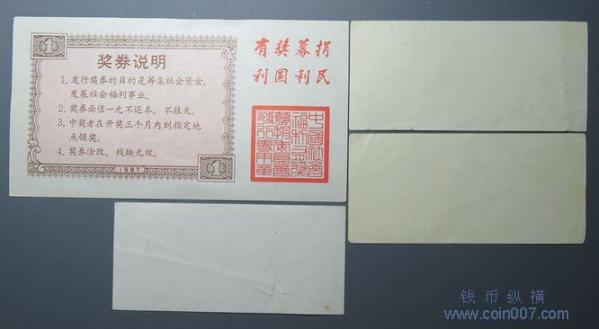 1
奖券说明
1. 发行奖券的目的是筹集社会资金,
发展社会福利事业。
2. 奖券面值一元不还本、不挂失。
3. 中奖者在开奖三个月内到指定地
点领奖。
4. 奖券涂改、残缺无效。
1987
1
有奖募捐
利国利民
钱币纵横
www.coin007.com